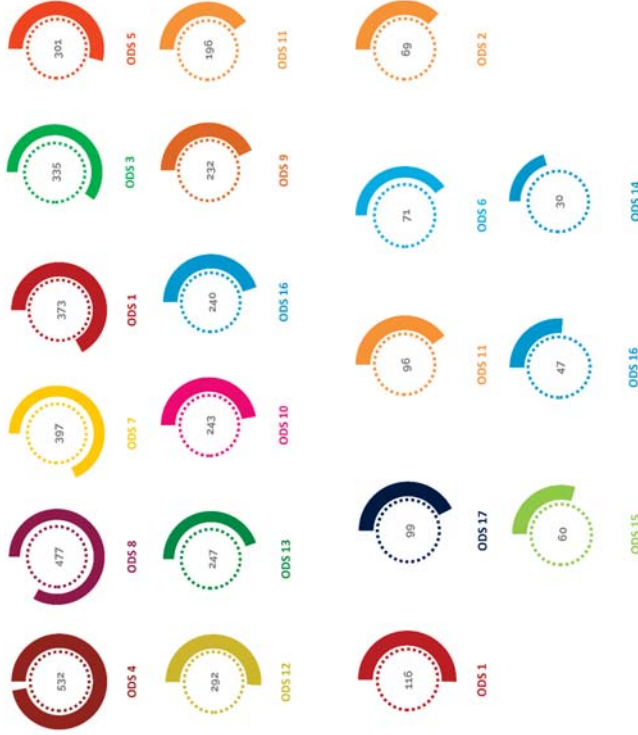 532 477 397 373 335 301
ODS 4 ODS 8 ODS 7 ODS 1 ODS 3 ODS 5
292 247 243 240 232 196
ODS 12 ODS 13 ODS 10 ODS 16 ODS 9 ODS 11
116 99 96 71 69
ODS 1 ODS 17 ODS 11 ODS 6 ODS 2
60 47 30
ODS 15 ODS 16 ODS 14